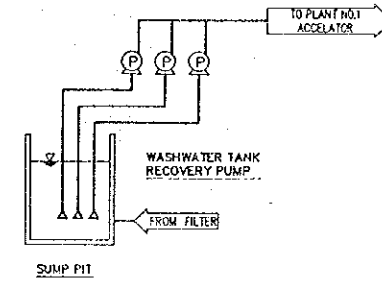 TO PLANT NO.1
ACCELATOR
P P P
WASHWATER TANK
RECOVERY PUMP
FROM FILTER
SUMP PIT